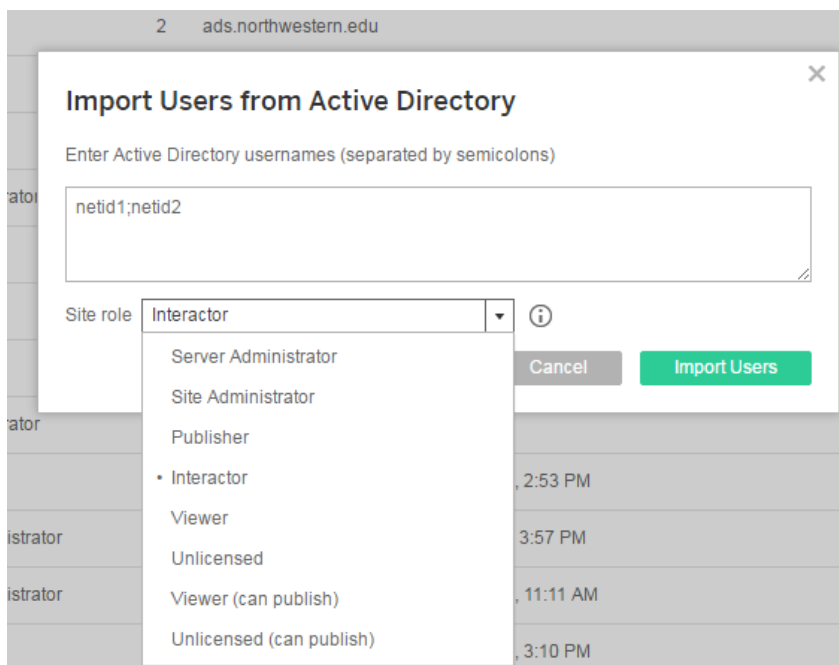 2 ads.northwestern.edu
×
Import Users from Active Directory
Enter Active Directory usernames (separated by semicolons)
netid1;netid2
Site role Interactor
Cancel Import Users
Server Administrator
Site Administrator
Publisher
• Interactor
, 2:53 PM
Viewer
istrator 3:57 PM
Unlicensed
istrator , 11:11 AM
Viewer (can publish)
Unlicensed (can publish)
, 3:10 PM